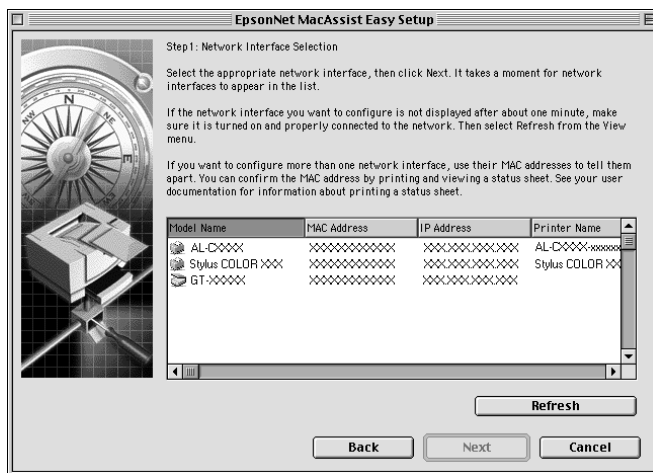 EpsonNet MacAssist Easy Setup
Step1: Network Interface Selection
Select the appropriate network interface, then click Next. It takes a moment for network
interfaces to appear in the list.
If the network interface you want to configure is not displayed after about one minute, make
sure it is turned on and properly connected to the network. Then select Refresh from the View
menu.
If you want to configure more than one network interface, use their MAC addresses to tell them
apart. You can confirm the MAC address by printing and viewing a status sheet. See your user
documentation for information about printing a status sheet.
Model Name MAC Address IP Address Printer Name
AL-CXXXX XXXXXXXXXXXX XXX.XXX.XXX.XXX AL-CXXXX-xxxxxx
Stylus COLOR XXX XXXXXXXXXXXX XXX.XXX.XXX.XXX Stylus COLOR XX
GT-XXXXX XXXXXXXXXXXX XXX.XXX.XXX.XXX
Refresh
Back Next Cancel
N
E